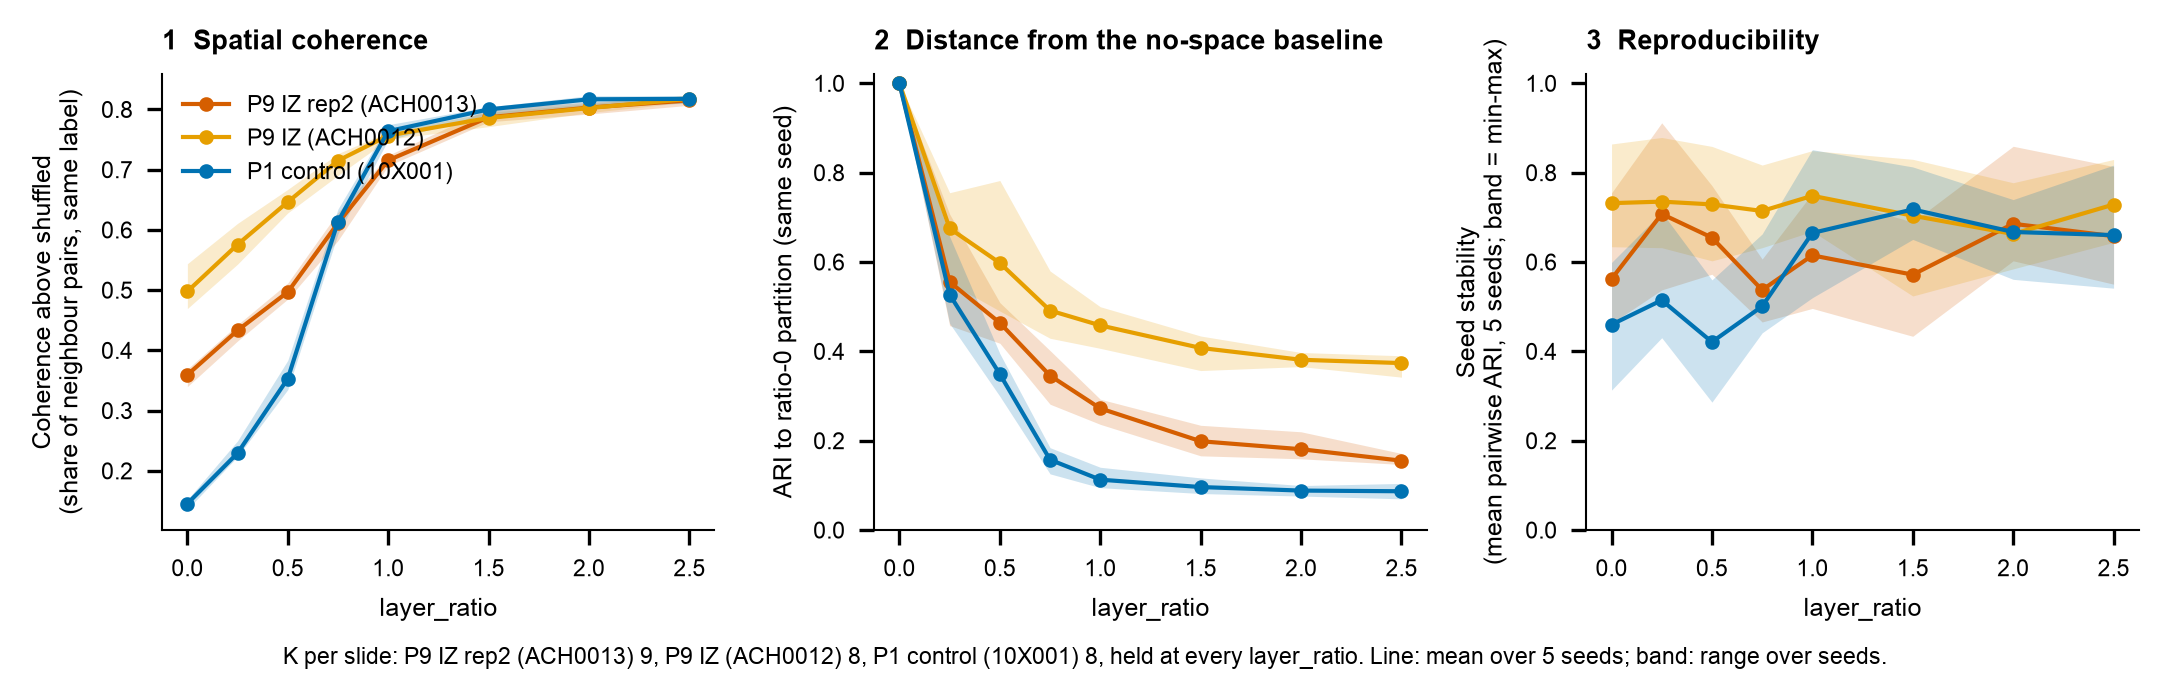 1 Spatial coherence
Coherence above shuffled
(share of neighbour pairs, same label)
0.8
0.7
0.6
0.5
0.4
0.3
0.2
P9 IZ rep2 (ACH0013)
P9 IZ (ACH0012)
P1 control (10X001)
0.0 0.5 1.0 1.5 2.0 2.5
layer_ratio
2 Distance from the no-space baseline
ARI to ratio-0 partition (same seed)
1.0
0.8
0.6
0.4
0.2
0.0
0.0 0.5 1.0 1.5 2.0 2.5
layer_ratio
3 Reproducibility
Seed stability
(mean pairwise ARI, 5 seeds; band = min-max)
1.0
0.8
0.6
0.4
0.2
0.0
0.0 0.5 1.0 1.5 2.0 2.5
layer_ratio
K per slide: P9 IZ rep2 (ACH0013) 9, P9 IZ (ACH0012) 8, P1 control (10X001) 8, held at every layer_ratio. Line: mean over 5 seeds; band: range over seeds.